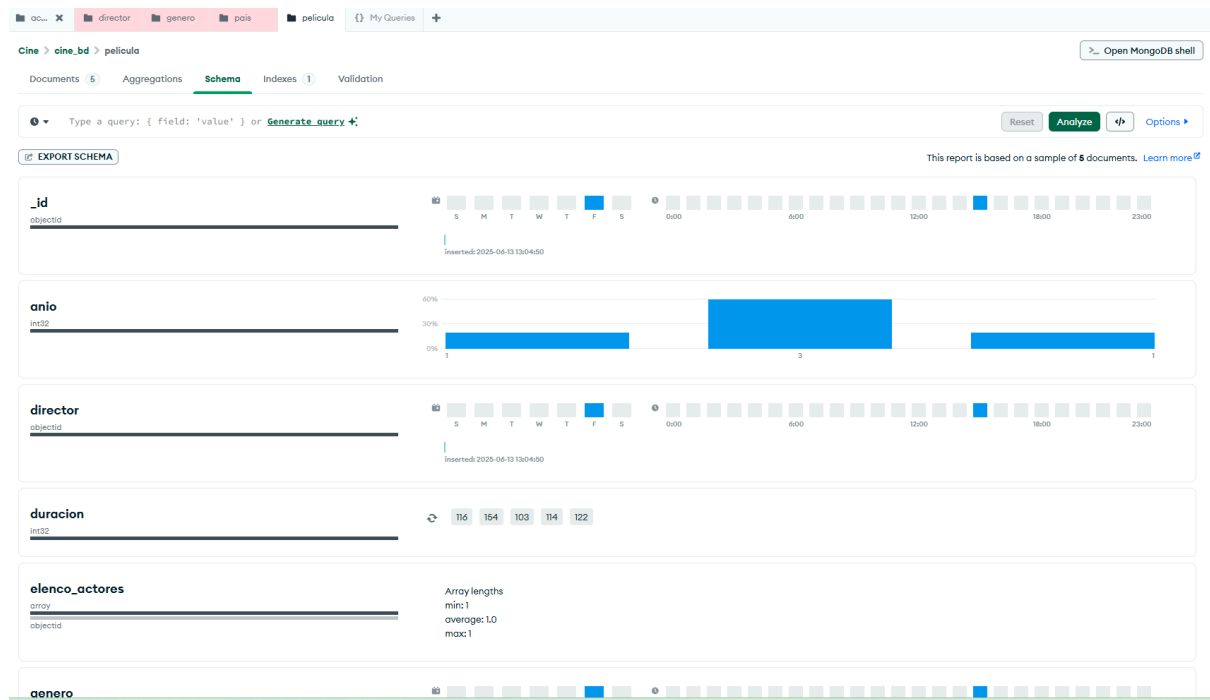 ac... director genero pais pelicula {} My Queries +
Cine > cine_bd > pelicula
>_ Open MongoDB shell
Documents 5 Aggregations Schema Indexes 1 Validation
Type a query: { field: 'value' } or Generate query
Reset Analyze </> Options
EXPORT SCHEMA
This report is based on a sample of 5 documents. Learn more
_id
objectid
S M T W T F S 0:00 6:00 12:00 18:00 23:00
inserted: 2025-06-13 13:04:50
anio
int32
60%
30%
0%
1 3 1
director
objectid
S M T W T F S 0:00 6:00 12:00 18:00 23:00
inserted: 2025-06-13 13:04:50
duracion
int32
116 154 103 114 122
elenco_actores
array
objectid
Array lengths
min: 1
average: 1.0
max: 1
genero